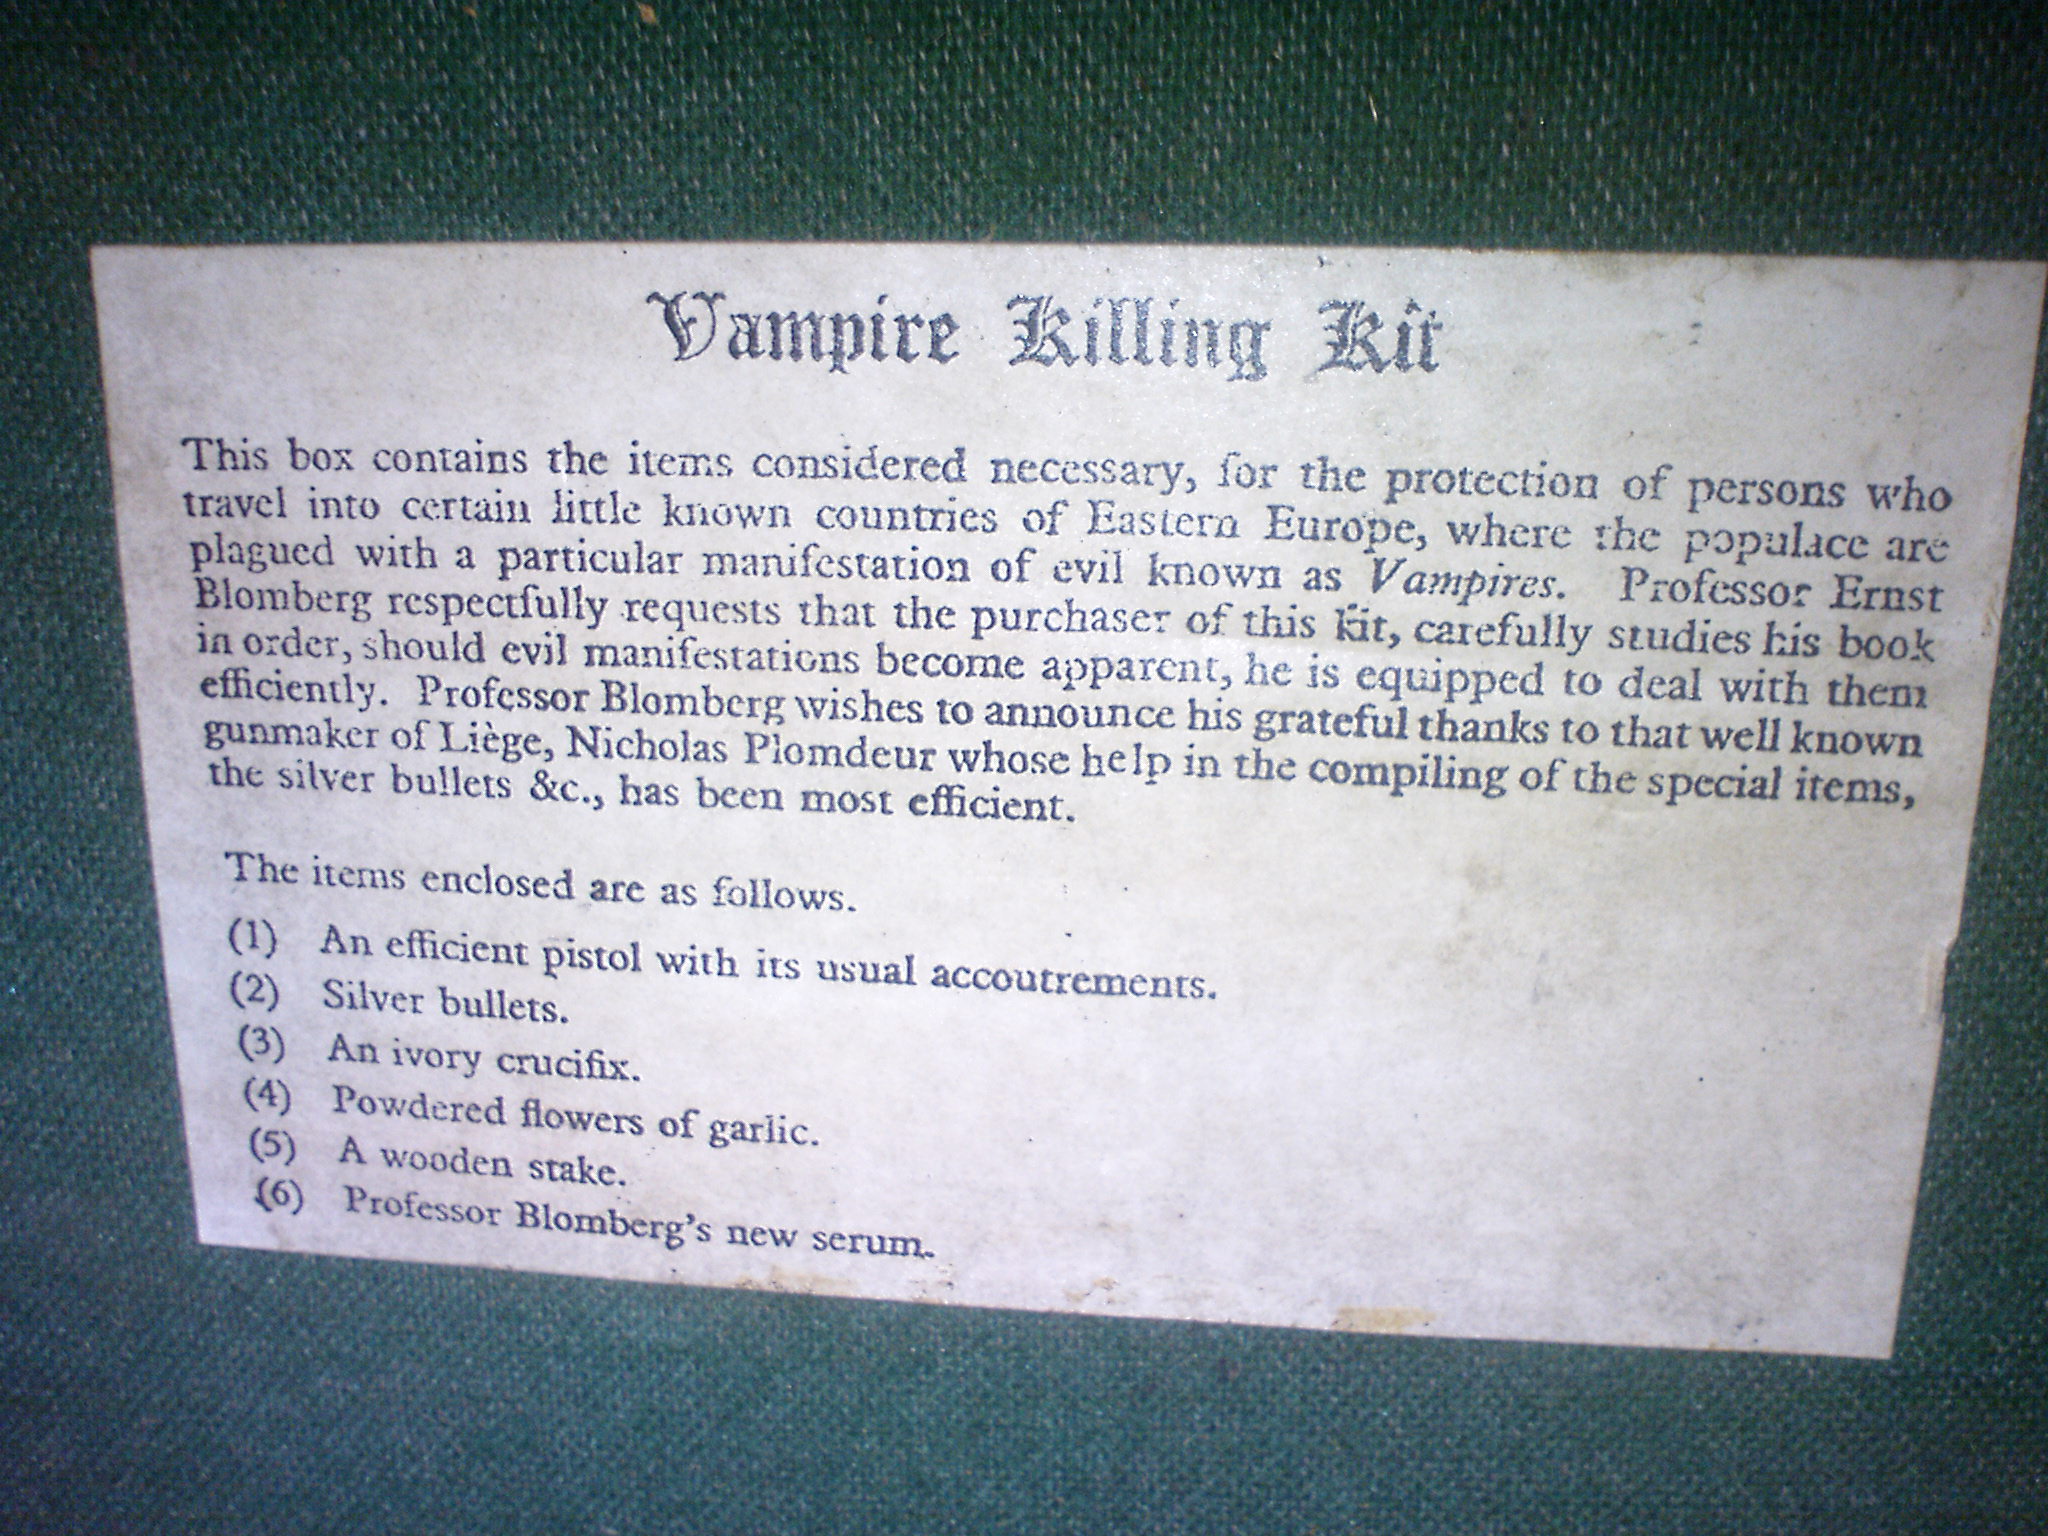 Vampire Killing Kit
This box contains the items considered necessary, for the protection of persons who
travel into certain little known countries of Eastern Europe, where the populace are
plagued with a particular manifestation of evil known as Vampires. Professor Ernst
Blomberg respectfully requests that the purchaser of this kit, carefully studies his book
in order, should evil manifestations become apparent, he is equipped to deal with them
efficiently. Professor Blomberg wishes to announce his grateful thanks to that well known
gunmaker of Liège, Nicholas Plomdeur whose help in the compiling of the special items,
the silver bullets &c., has been most efficient.
The items enclosed are as follows.
(1) An efficient pistol with its usual accoutrements.
(2) Silver bullets.
(3) An ivory crucifix.
(4) Powdered flowers of garlic.
(5) A wooden stake.
(6) Professor Blomberg's new serum.